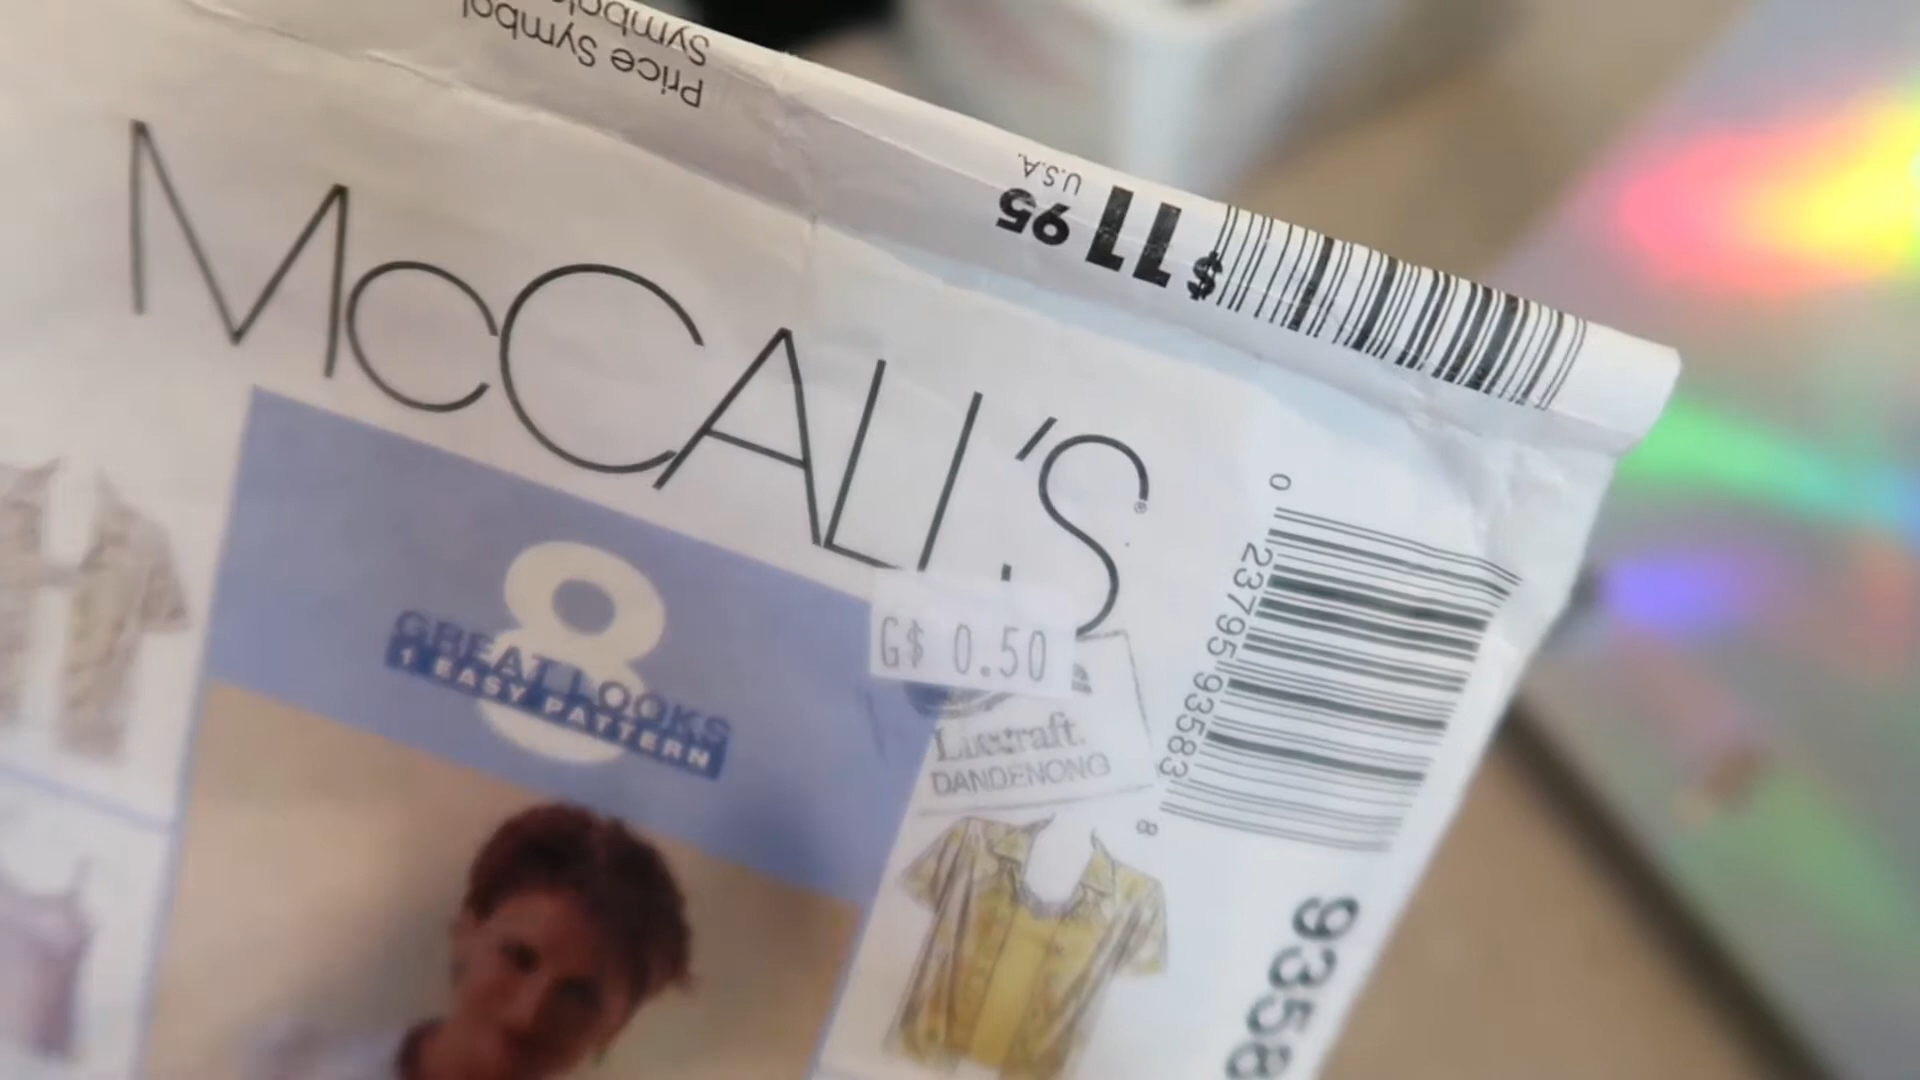 Symbol
Price Symbol
$11 95
U.S.A.
McCALL'S®
8
GREAT LOOKS
1 EASY PATTERN
G$ 0.50
DANDENONG
0 23795 93583 8
9358